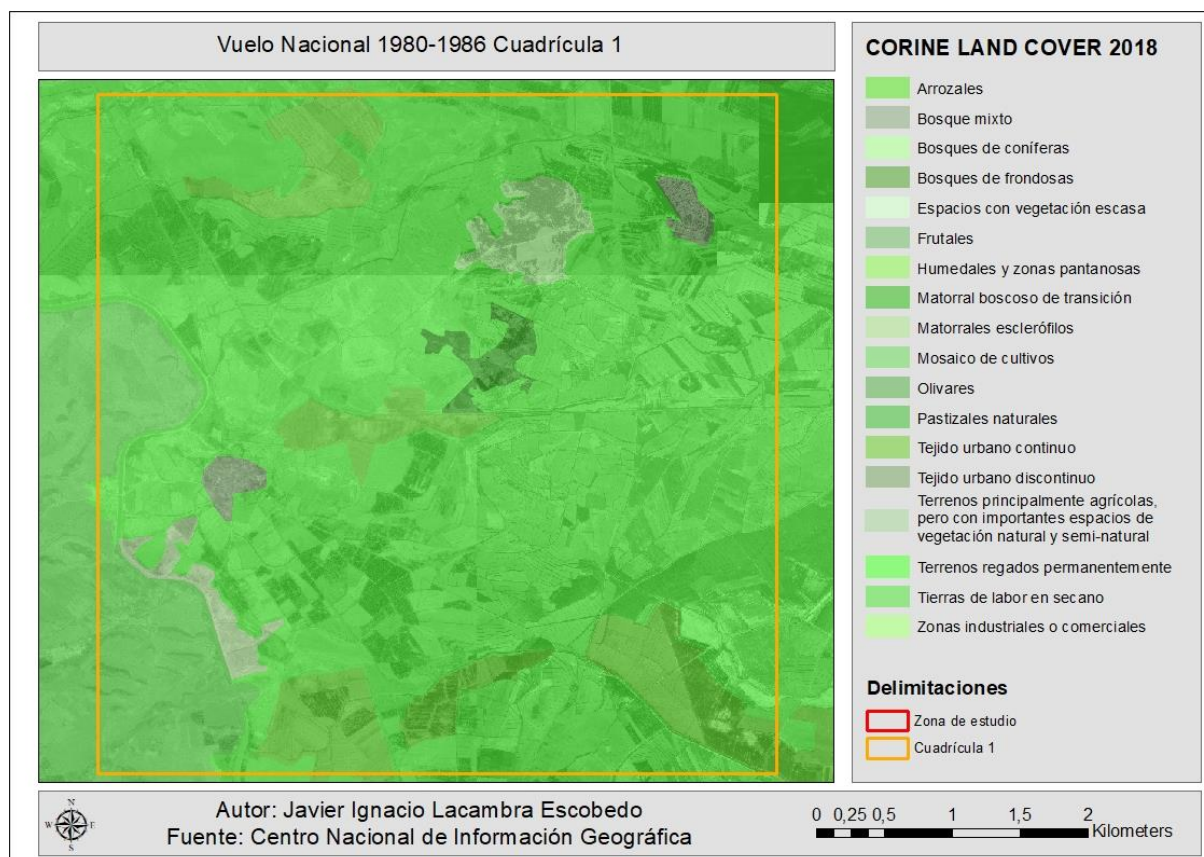 Vuelo Nacional 1980-1986 Cuadrícula 1
CORINE LAND COVER 2018
Arrozales
Bosque mixto
Bosques de coníferas
Bosques de frondosas
Espacios con vegetación escasa
Frutales
Humedales y zonas pantanosas
Matorral boscoso de transición
Matorrales esclerófilos
Mosaico de cultivos
Olivares
Pastizales naturales
Tejido urbano continuo
Tejido urbano discontinuo
Terrenos principalmente agrícolas,
pero con importantes espacios de
vegetación natural y semi-natural
Terrenos regados permanentemente
Tierras de labor en secano
Zonas industriales o comerciales
Delimitaciones
Zona de estudio
Cuadrícula 1
N
W E
S
Autor: Javier Ignacio Lacambra Escobedo
Fuente: Centro Nacional de Información Geográfica
0 0,25 0,5 1 1,5 2
Kilometers